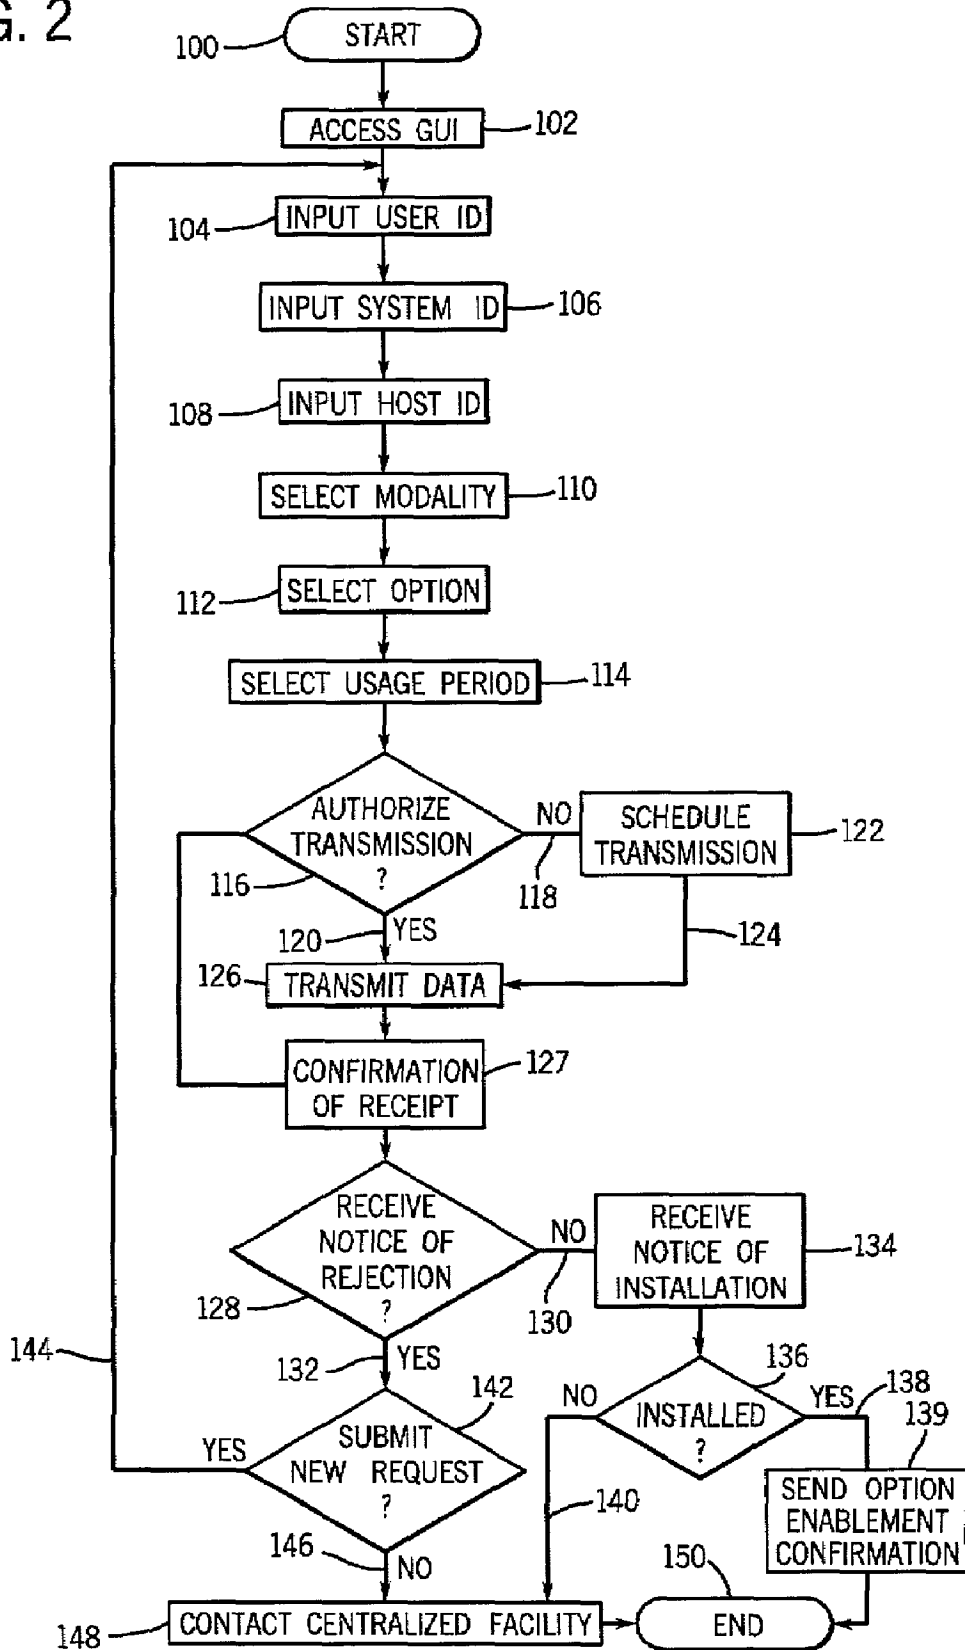 G. 2
START
100
ACCESS GUI
102
INPUT USER ID
104
INPUT SYSTEM ID
106
INPUT HOST ID
108
SELECT MODALITY
110
SELECT OPTION
112
SELECT USAGE PERIOD
114
AUTHORIZE
TRANSMISSION
?
116
NO
118
SCHEDULE
TRANSMISSION
122
120
YES
124
126
TRANSMIT DATA
CONFIRMATION
OF RECEIPT
127
RECEIVE
NOTICE OF
REJECTION
?
128
NO
130
RECEIVE
NOTICE OF
INSTALLATION
134
144
132
YES
136
INSTALLED
?
NO
YES
138
139
142
SUBMIT
NEW REQUEST
?
YES
140
SEND OPTION
ENABLEMENT
CONFIRMATION
146
NO
150
148
CONTACT CENTRALIZED FACILITY
END